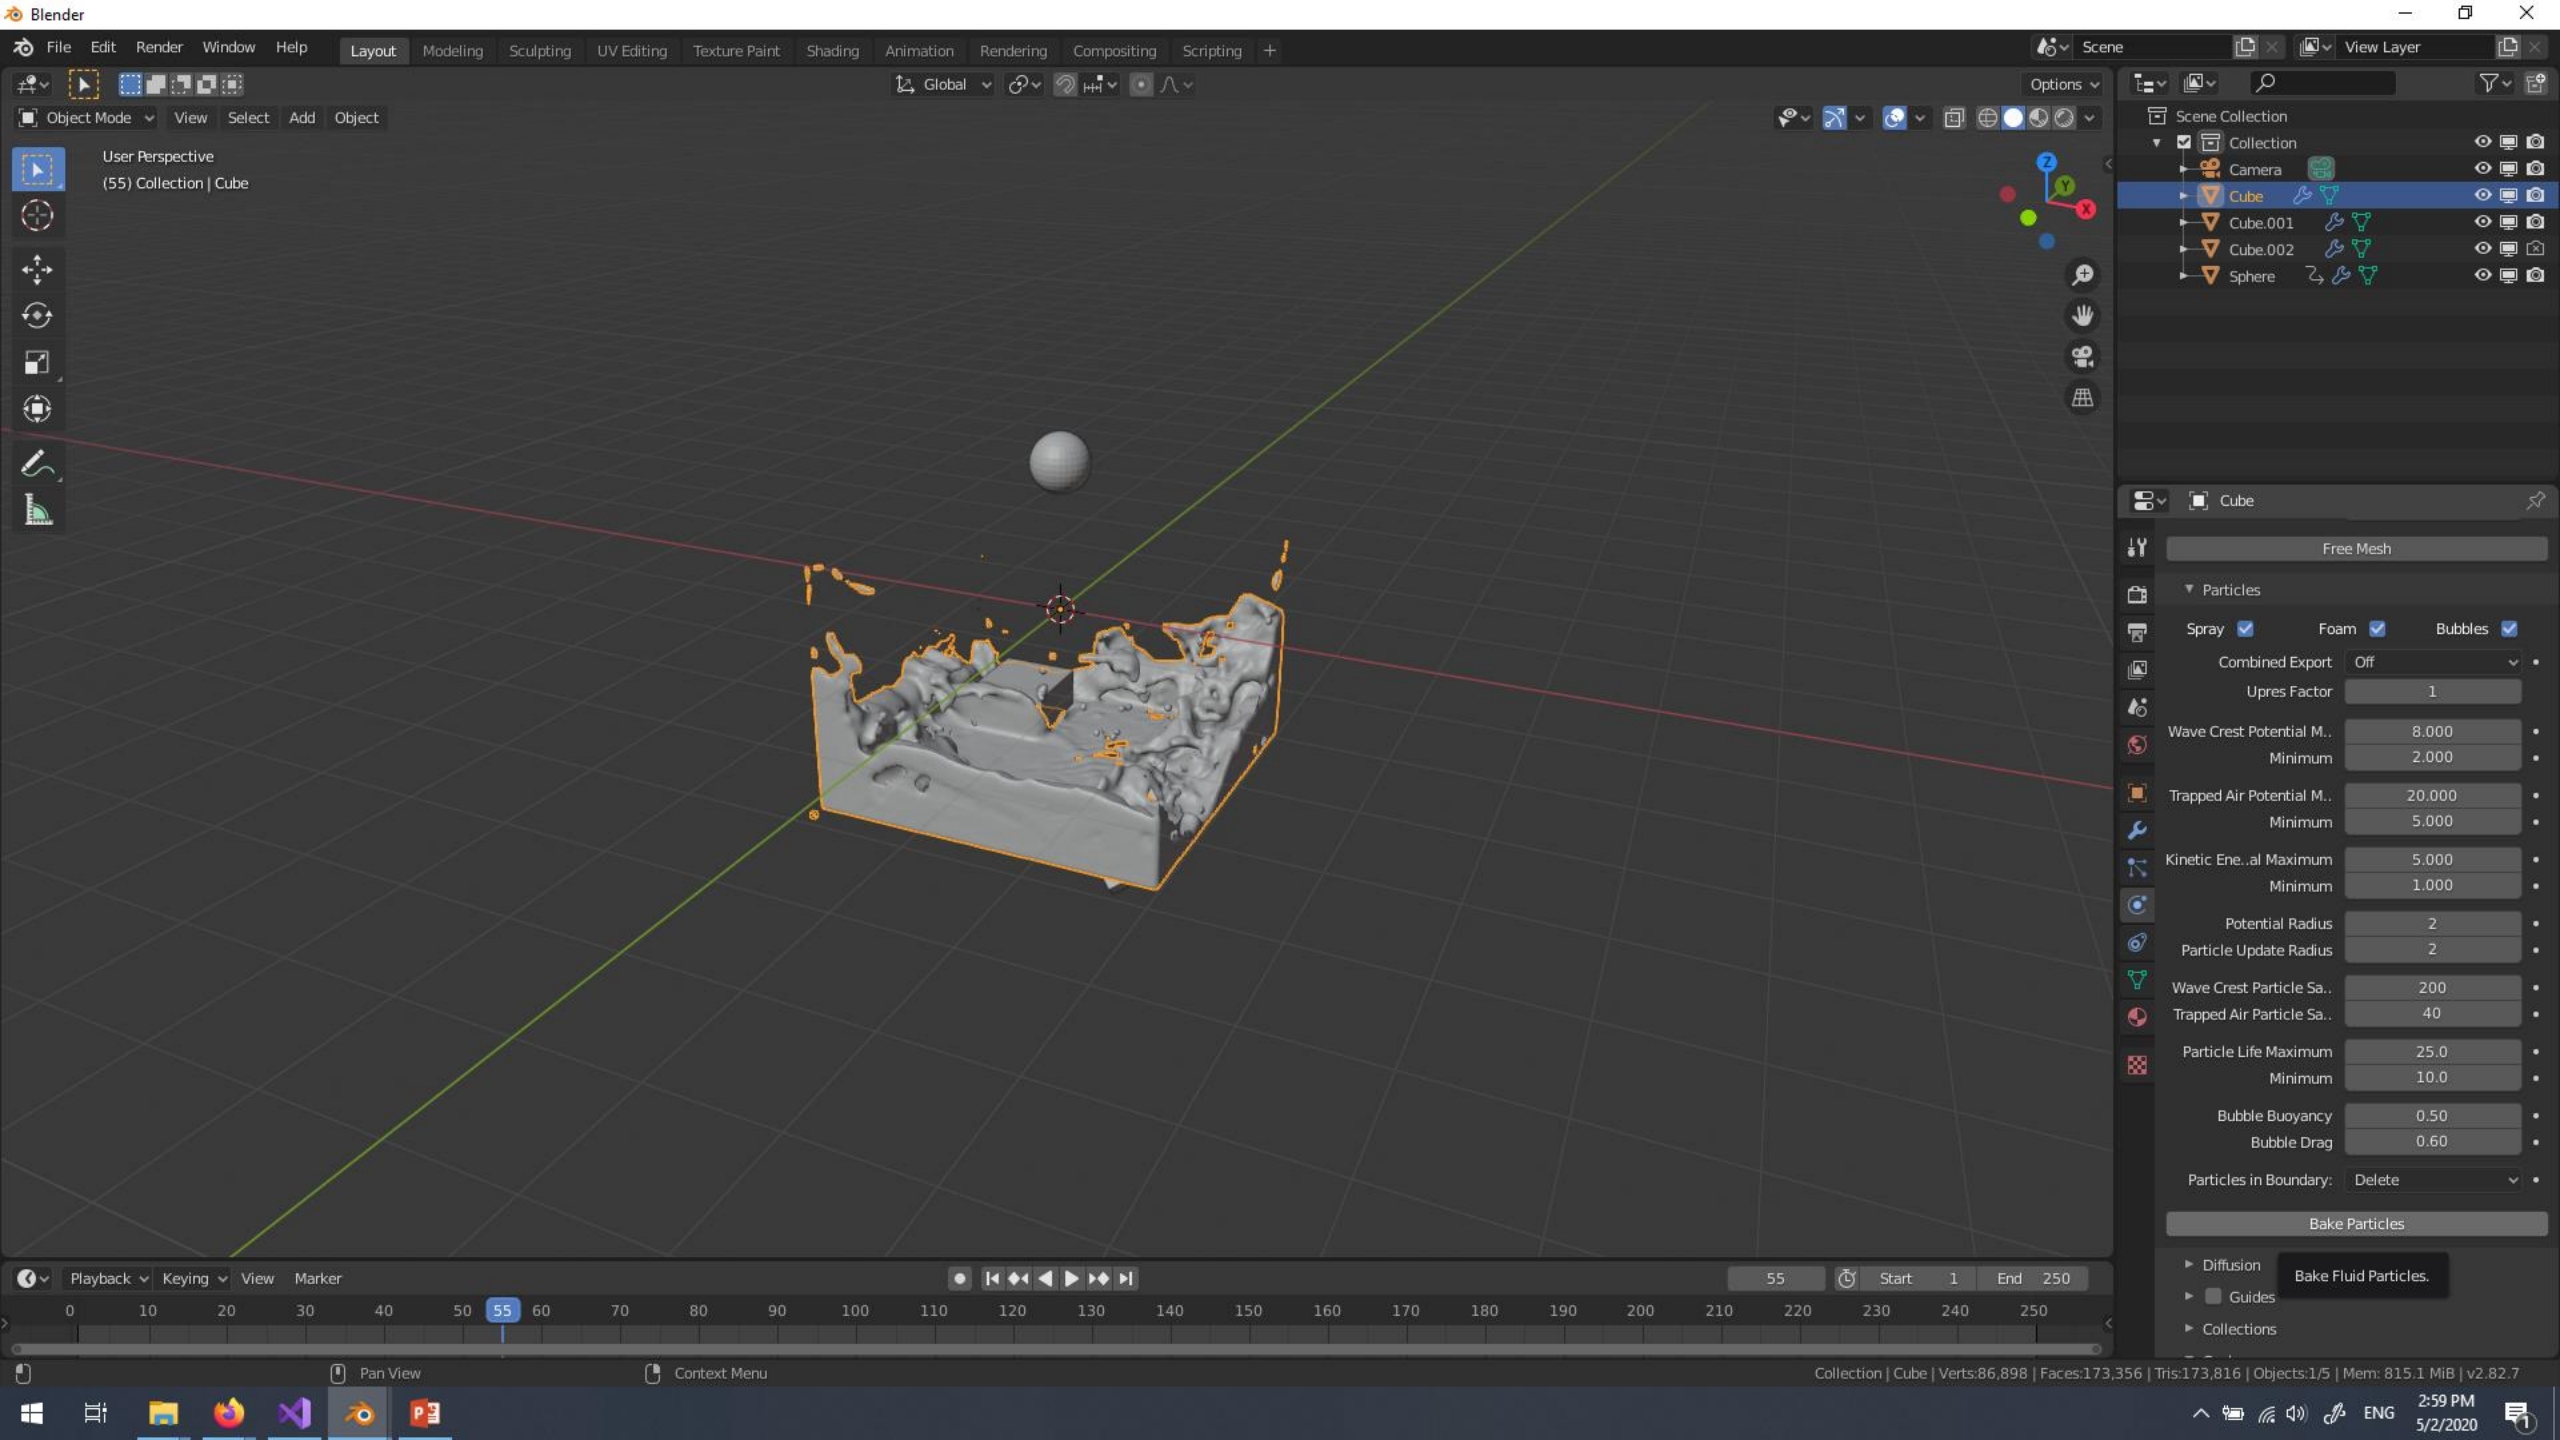 Blender
File Edit Render Window Help Layout Modeling Sculpting UV Editing Texture Paint Shading Animation Rendering Compositing Scripting + Scene View Layer
Global Options
Object Mode View Select Add Object
User Perspective
(55) Collection | Cube
Z
Y
X
Scene Collection
Collection
Camera
Cube
Cube.001
Cube.002
Sphere
Cube
Free Mesh
Particles
Spray Foam Bubbles
Combined Export Off
Upres Factor 1
Wave Crest Potential M.. 8.000
Minimum 2.000
Trapped Air Potential M.. 20.000
Minimum 5.000
Kinetic Ene..al Maximum 5.000
Minimum 1.000
Potential Radius 2
Particle Update Radius 2
Wave Crest Particle Sa.. 200
Trapped Air Particle Sa.. 40
Particle Life Maximum 25.0
Minimum 10.0
Bubble Buoyancy 0.50
Bubble Drag 0.60
Particles in Boundary: Delete
Bake Particles
Diffusion
Bake Fluid Particles.
Guides
Collections
Playback Keying View Marker 55 Start 1 End 250
0 10 20 30 40 50 55 60 70 80 90 100 110 120 130 140 150 160 170 180 190 200 210 220 230 240 250
Pan View Context Menu Collection | Cube | Verts:86,898 | Faces:173,356 | Tris:173,816 | Objects:1/5 | Mem: 815.1 MiB | v2.82.7
ENG
2:59 PM
5/2/2020
1